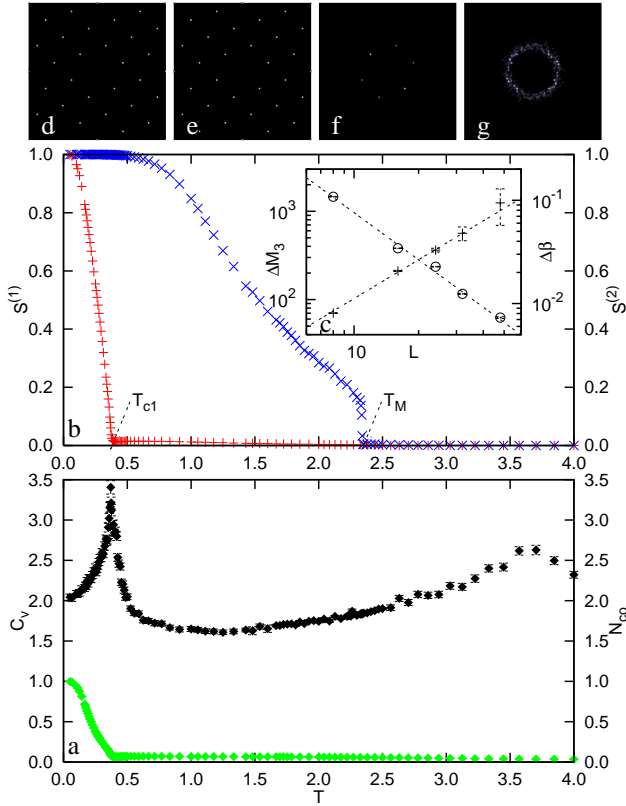 d e f g
1.0 1.0
0.8 0.8
0.6 0.6
0.4 0.4
0.2 0.2
0.0 0.0
S(1) S(2)
10³ 10⁻¹
10² 10⁻²
ΔM₃ Δβ
c 10 L
T_c1 T_M
b
0.0 0.5 1.0 1.5 2.0 2.5 3.0 3.5 4.0
3.5 3.5
3.0 3.0
2.5 2.5
2.0 2.0
1.5 1.5
1.0 1.0
0.5 0.5
0.0 0.0
C_V N_co
a
0.0 0.5 1.0 1.5 2.0 2.5 3.0 3.5 4.0
T